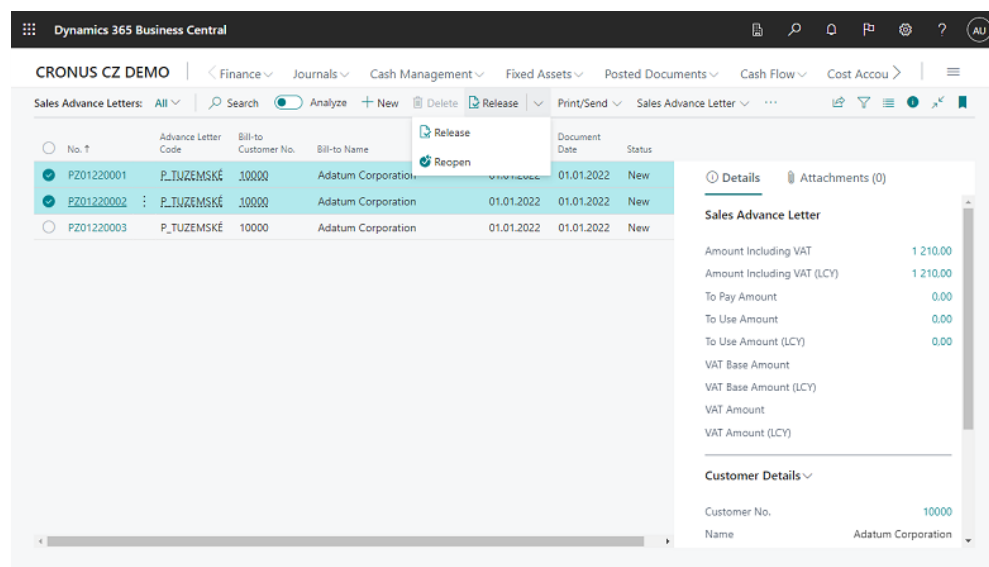 Dynamics 365 Business Central
AU
CRONUS CZ DEMO
Finance Journals Cash Management Fixed Assets Posted Documents Cash Flow Cost Accou
Sales Advance Letters: All Search Analyze + New Delete Release Print/Send Sales Advance Letter ...
Release
Reopen
No. ↑ Advance Letter Code Bill-to Customer No. Bill-to Name Document Date Status
PZ01220001 P_TUZEMSKÉ 10000 Adatum Corporation 01.01.2022 01.01.2022 New
PZ01220002 P_TUZEMSKÉ 10000 Adatum Corporation 01.01.2022 01.01.2022 New
PZ01220003 P_TUZEMSKÉ 10000 Adatum Corporation 01.01.2022 01.01.2022 New
Details Attachments (0)
Sales Advance Letter
Amount Including VAT 1 210,00
Amount Including VAT (LCY) 1 210,00
To Pay Amount 0,00
To Use Amount 0,00
To Use Amount (LCY) 0,00
VAT Base Amount
VAT Base Amount (LCY)
VAT Amount
VAT Amount (LCY)
Customer Details
Customer No. 10000
Name Adatum Corporation